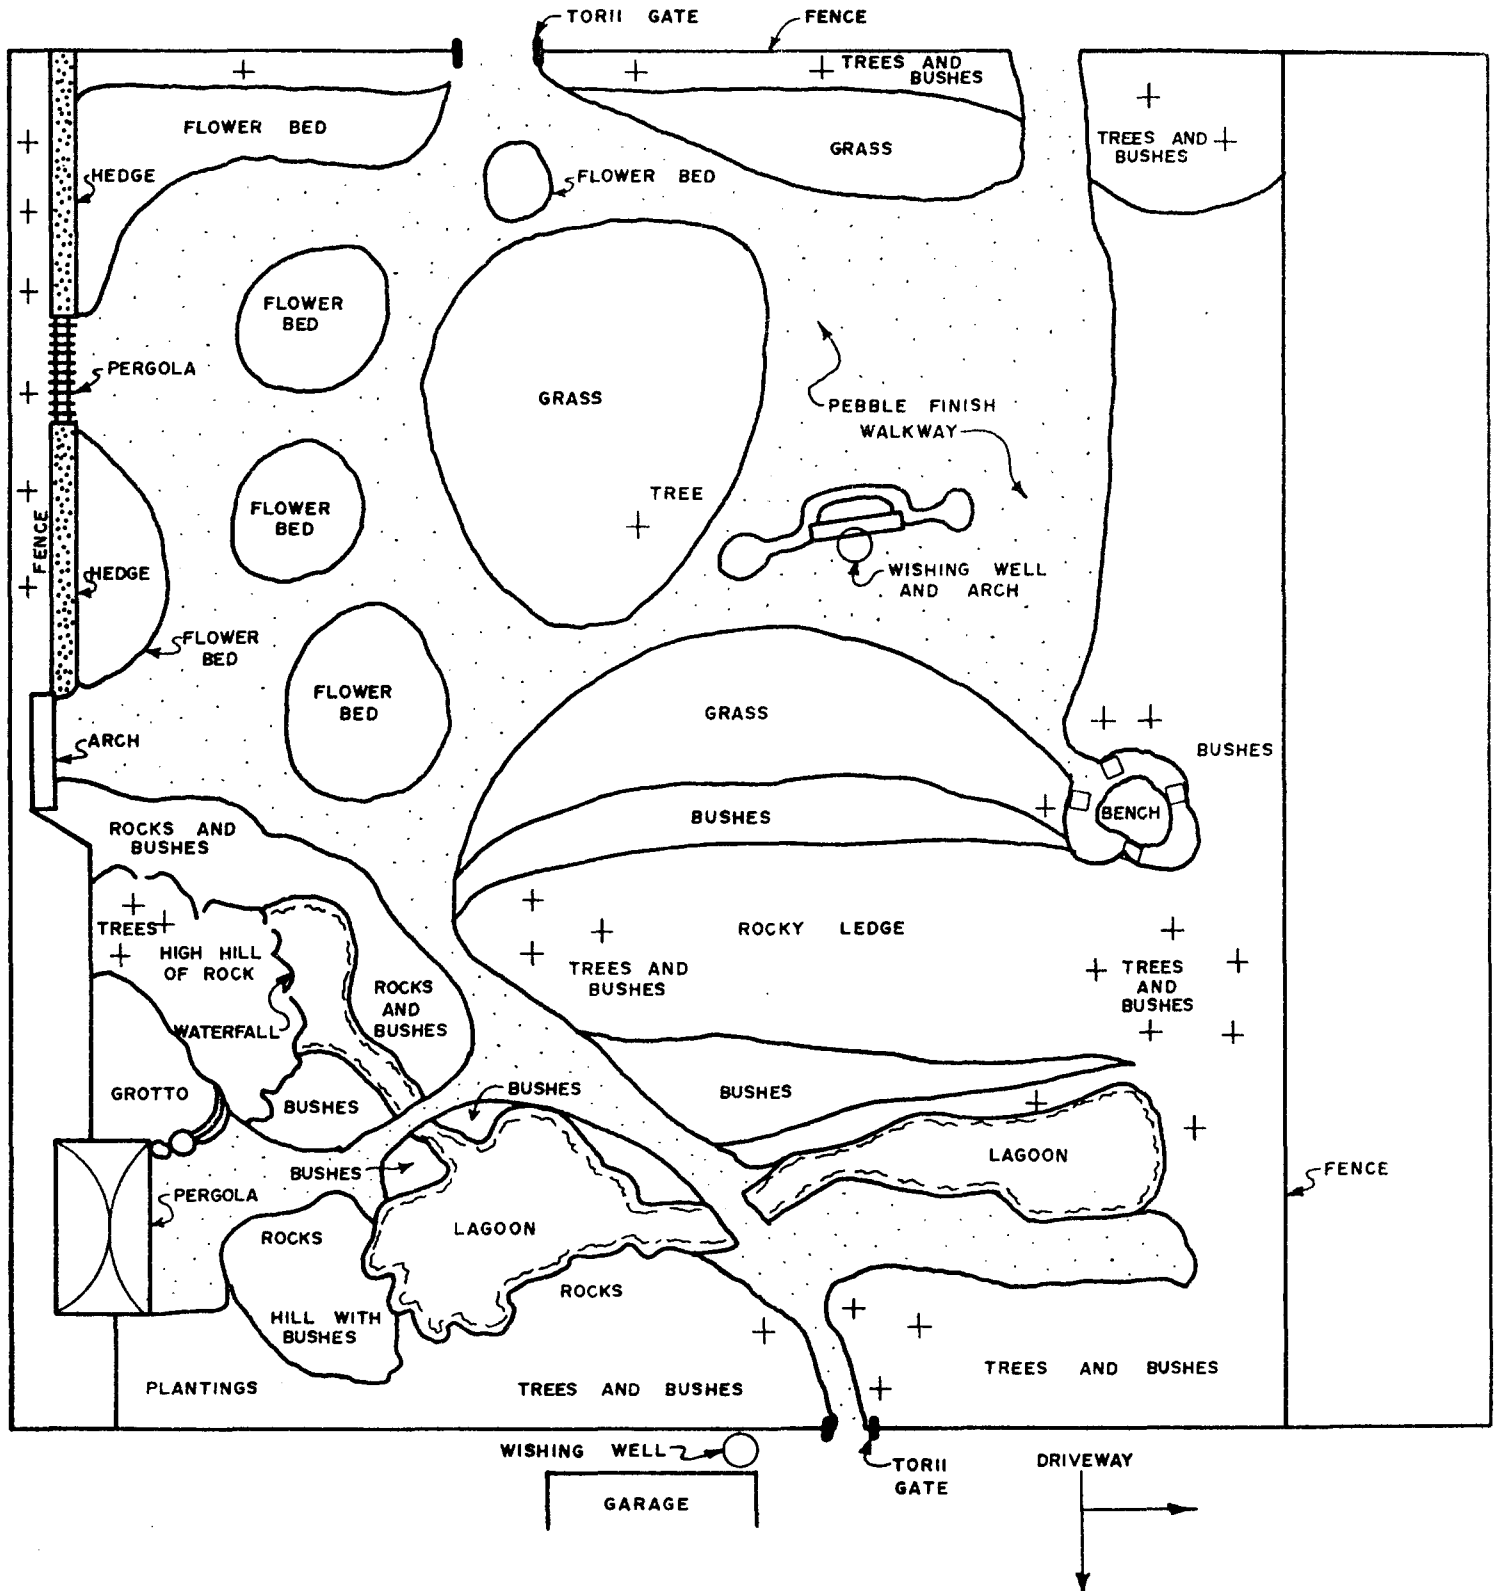 TORII GATE
FENCE
TREES AND
BUSHES
FLOWER BED
GRASS
TREES AND
BUSHES
HEDGE
FLOWER BED
FLOWER
BED
PERGOLA
GRASS
PEBBLE FINISH
WALKWAY
TREE
FLOWER
BED
FENCE
HEDGE
WISHING WELL
AND ARCH
FLOWER
BED
FLOWER
BED
GRASS
ARCH
BUSHES
BENCH
BUSHES
ROCKS AND
BUSHES
TREES
HIGH HILL
OF ROCK
ROCKY LEDGE
TREES AND
BUSHES
TREES
AND
BUSHES
ROCKS
AND
BUSHES
WATERFALL
GROTTO
BUSHES
BUSHES
BUSHES
BUSHES
LAGOON
FENCE
PERGOLA
ROCKS
LAGOON
ROCKS
HILL WITH
BUSHES
PLANTINGS
TREES AND BUSHES
TREES AND BUSHES
WISHING WELL
TORII
GATE
DRIVEWAY
GARAGE